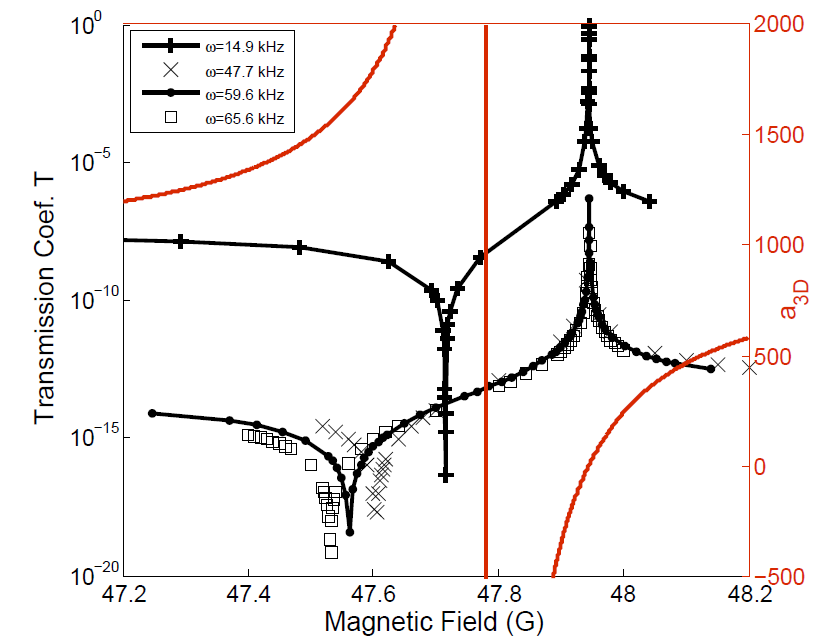 10^0
10^−5
10^−10
10^−15
10^−20
Transmission Coef. T
ω=14.9 kHz
ω=47.7 kHz
ω=59.6 kHz
ω=65.6 kHz
2000
1500
1000
500
0
−500
a_3D
47.2
47.4
47.6
47.8
48
48.2
Magnetic Field (G)